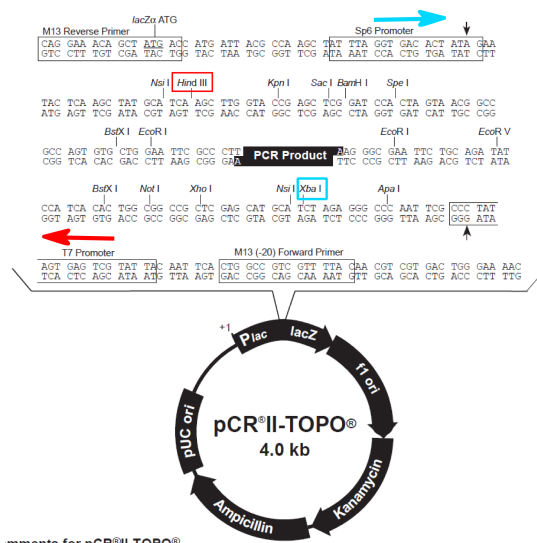 lacZα ATG
M13 Reverse Primer Sp6 Promoter
CAG GAA ACA GCT ATG ACC ATG ATT ACG CCA AGC TAT TTA GGT GAC ACT ATA GAA
GTC CTT TGT CGA TAC TGG TAC TAA TGC GGT TCG ATA AAT CCA CTG TGA TAT CTT
Nsi I Hind III Kpn I Sac I BamH I Spe I
TAC TCA AGC TAT GCA TCA AGC TTG GTA CCG AGC TCG GAT CCA CTA GTA ACG GCC
ATG AGT TCG ATA CGT AGT TCG AAC CAT GGC TCG AGC CTA GGT GAT CAT TGC CGG
BstX I EcoR I EcoR I EcoR V
GCC AGT GTG CTG GAA TTC GCC CTT PCR Product AAG GGC GAA TTC TGC AGA TAT
CGG TCA CAC GAC CTT AAG CGG GAA TTC CCG CTT AAG ACG TCT ATA
BstX I Not I Xho I Nsi I Xba I Apa I
CCA TCA CAC TGG CGG CCG CTC GAG CAT GCA TCT AGA GGG CCC AAT TCG CCC TAT
GGT AGT GTG ACC GCC GGC GAG CTC GTA CGT AGA TCT CCC GGG TTA AGC GGG ATA
T7 Promoter M13 (-20) Forward Primer
AGT GAG TCG TAT TAC AAT TCA CTG GCC GTC GTT TTA CAA CGT CGT GAC TGG GAA AAC
TCA CTC AGC ATA ATG TTA AGT GAC CGG CAG CAA AAT GTT GCA GCA CTG ACC CTT TTG
+1
Plac lacZ
f1 ori
Kanamycin
Ampicillin
pUC ori
pCR®II-TOPO®
4.0 kb
for pCR®II-TOPO®